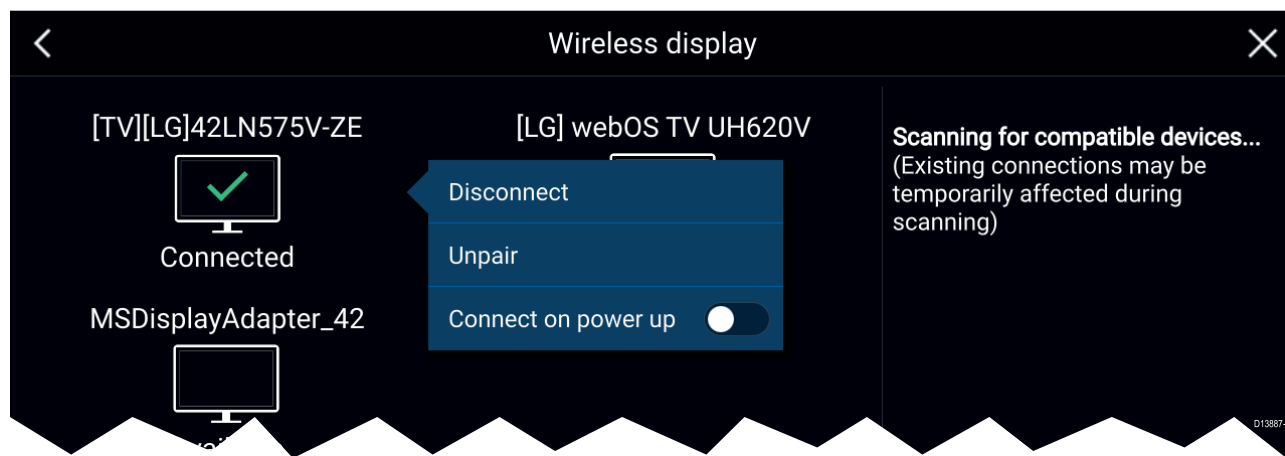 Wireless display
[TV][LG]42LN575V-ZE
Connected
[LG] webOS TV UH620V
Disconnect
Unpair
Connect on power up
MSDisplayAdapter_42
Scanning for compatible devices...
(Existing connections may be
temporarily affected during
scanning)